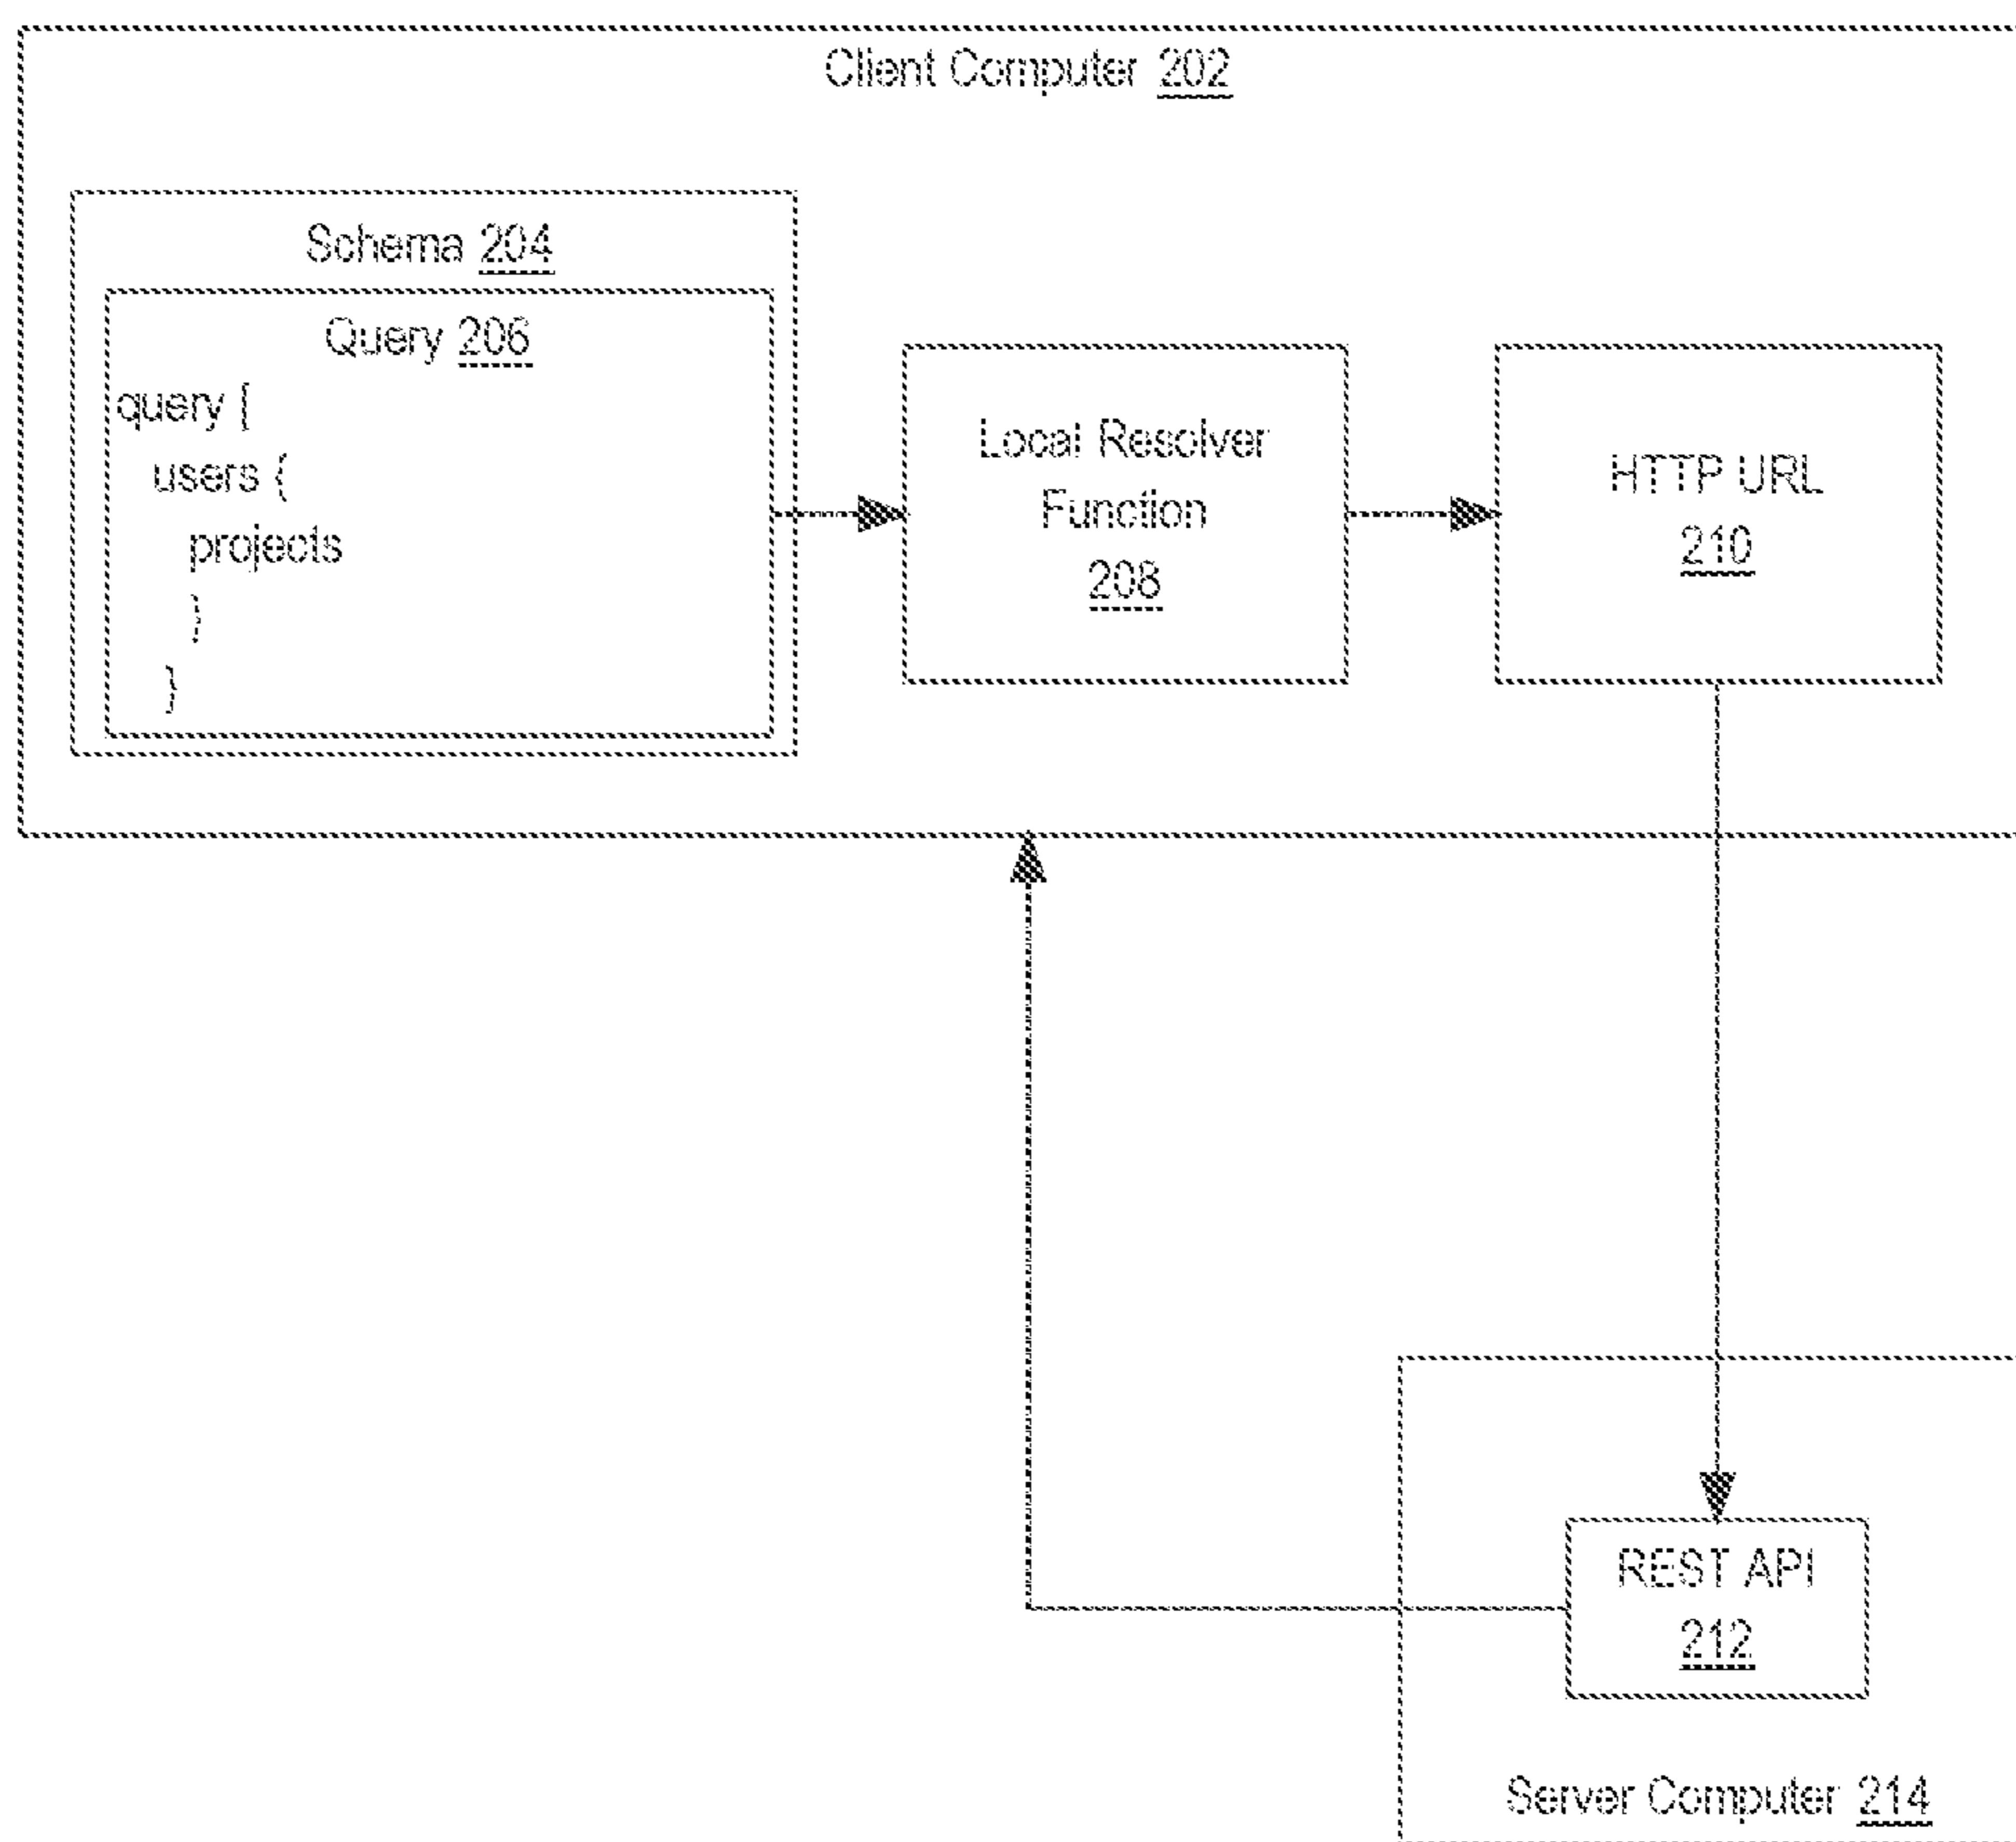 Client Computer 202
Schema 204
Query 206
query {
users {
projects
}
}
Local Resolver
Function
208
HTTP URL
210
REST API
212
Server Computer 214